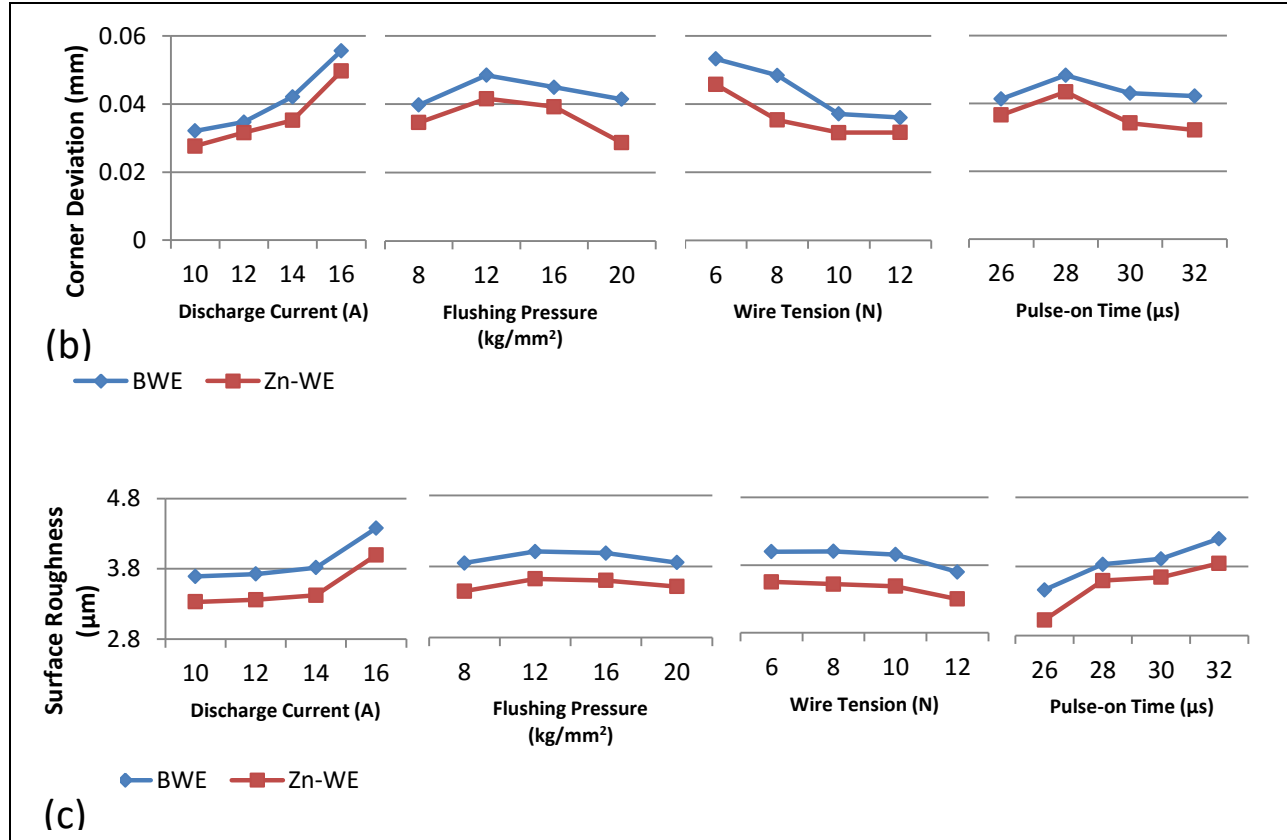 Corner Deviation (mm)
0.06
0.04
0.02
0
10 12 14 16
8 12 16 20
6 8 10 12
26 28 30 32
Discharge Current (A)
Flushing Pressure
(kg/mm²)
Wire Tension (N)
Pulse-on Time (µs)
(b)
BWE Zn-WE
Surface Roughness
(µm)
4.8
3.8
2.8
10 12 14 16
8 12 16 20
6 8 10 12
26 28 30 32
Discharge Current (A)
Flushing Pressure
(kg/mm²)
Wire Tension (N)
Pulse-on Time (µs)
BWE Zn-WE
(c)